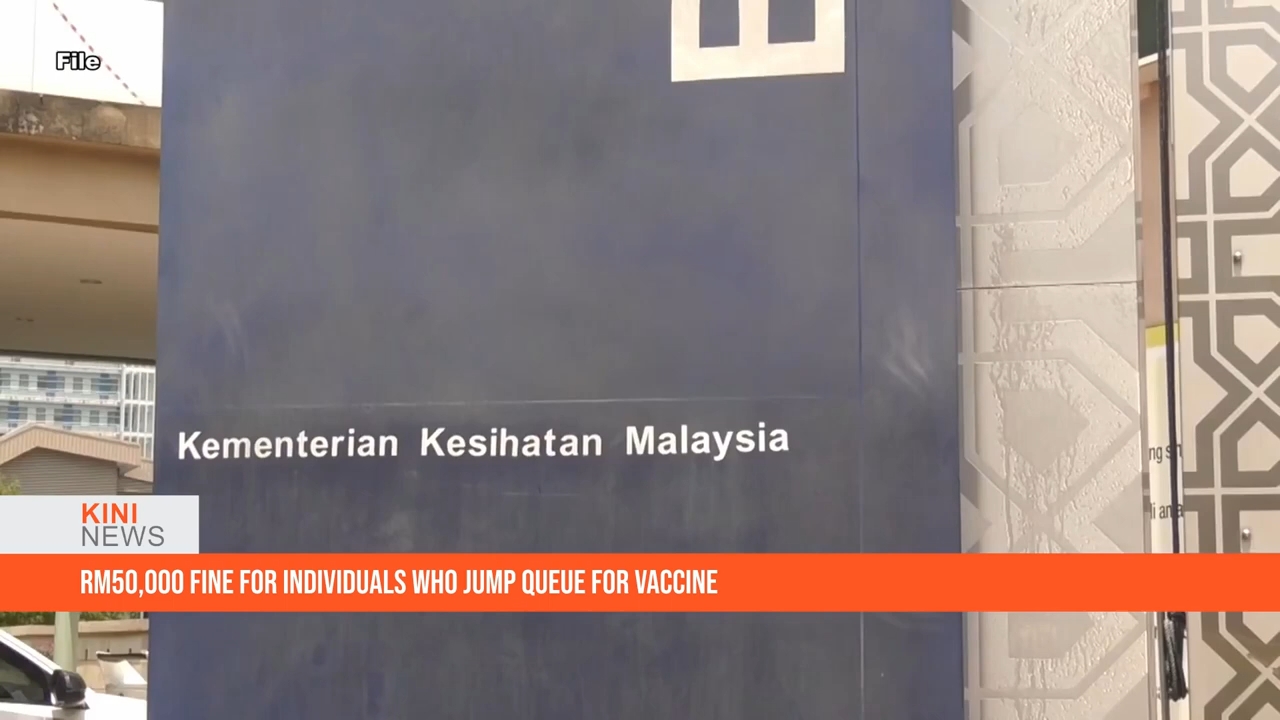 File
E
Kementerian Kesihatan Malaysia
KINI
NEWS
RM50,000 FINE FOR INDIVIDUALS WHO JUMP QUEUE FOR VACCINE